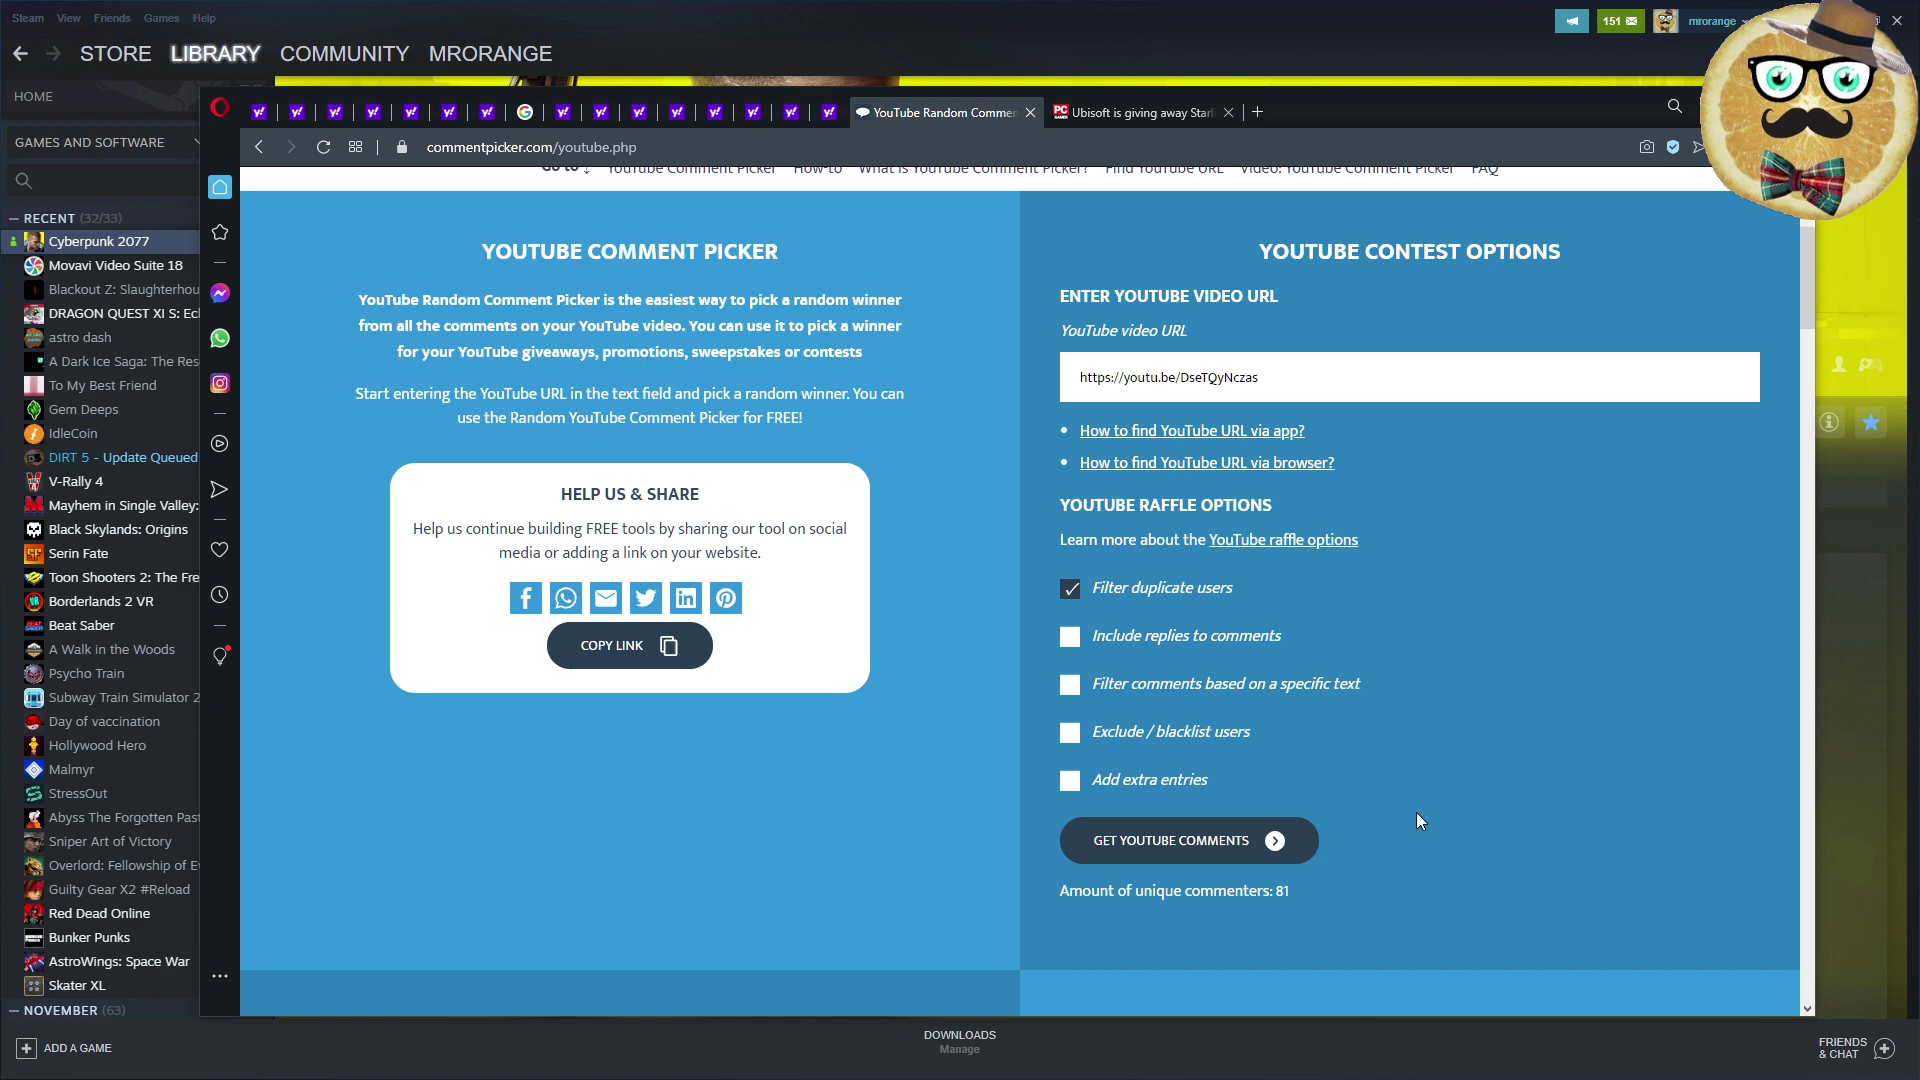 Steam View Friends Games Help
151
mrorange
STORE LIBRARY COMMUNITY MRORANGE
HOME
GAMES AND SOFTWARE
RECENT (32/33)
Cyberpunk 2077
Movavi Video Suite 18
Blackout Z: Slaughterhou
DRAGON QUEST XI S: Ec
astro dash
A Dark Ice Saga: The Res
To My Best Friend
Gem Deeps
IdleCoin
DIRT 5 - Update Queued
V-Rally 4
Mayhem in Single Valley:
Black Skylands: Origins
Serin Fate
Toon Shooters 2: The Fre
Borderlands 2 VR
Beat Saber
A Walk in the Woods
Psycho Train
Subway Train Simulator 2
Day of vaccination
Hollywood Hero
Malmyr
StressOut
Abyss The Forgotten Past
Sniper Art of Victory
Overlord: Fellowship of E
Guilty Gear X2 #Reload
Red Dead Online
Bunker Punks
AstroWings: Space War
Skater XL
NOVEMBER (63)
ADD A GAME
YouTube Random Commen
Ubisoft is giving away Starli
commentpicker.com/youtube.php
Go to YouTube Comment Picker How-to What is YouTube Comment Picker? Find YouTube URL Video: YouTube Comment Picker FAQ
YOUTUBE COMMENT PICKER
YouTube Random Comment Picker is the easiest way to pick a random winner
from all the comments on your YouTube video. You can use it to pick a winner
for your YouTube giveaways, promotions, sweepstakes or contests
Start entering the YouTube URL in the text field and pick a random winner. You can
use the Random YouTube Comment Picker for FREE!
HELP US & SHARE
Help us continue building FREE tools by sharing our tool on social
media or adding a link on your website.
COPY LINK
YOUTUBE CONTEST OPTIONS
ENTER YOUTUBE VIDEO URL
YouTube video URL
https://youtu.be/DseTQyNczas
How to find YouTube URL via app?
How to find YouTube URL via browser?
YOUTUBE RAFFLE OPTIONS
Learn more about the YouTube raffle options
Filter duplicate users
Include replies to comments
Filter comments based on a specific text
Exclude / blacklist users
Add extra entries
GET YOUTUBE COMMENTS
Amount of unique commenters: 81
DOWNLOADS
Manage
FRIENDS
& CHAT